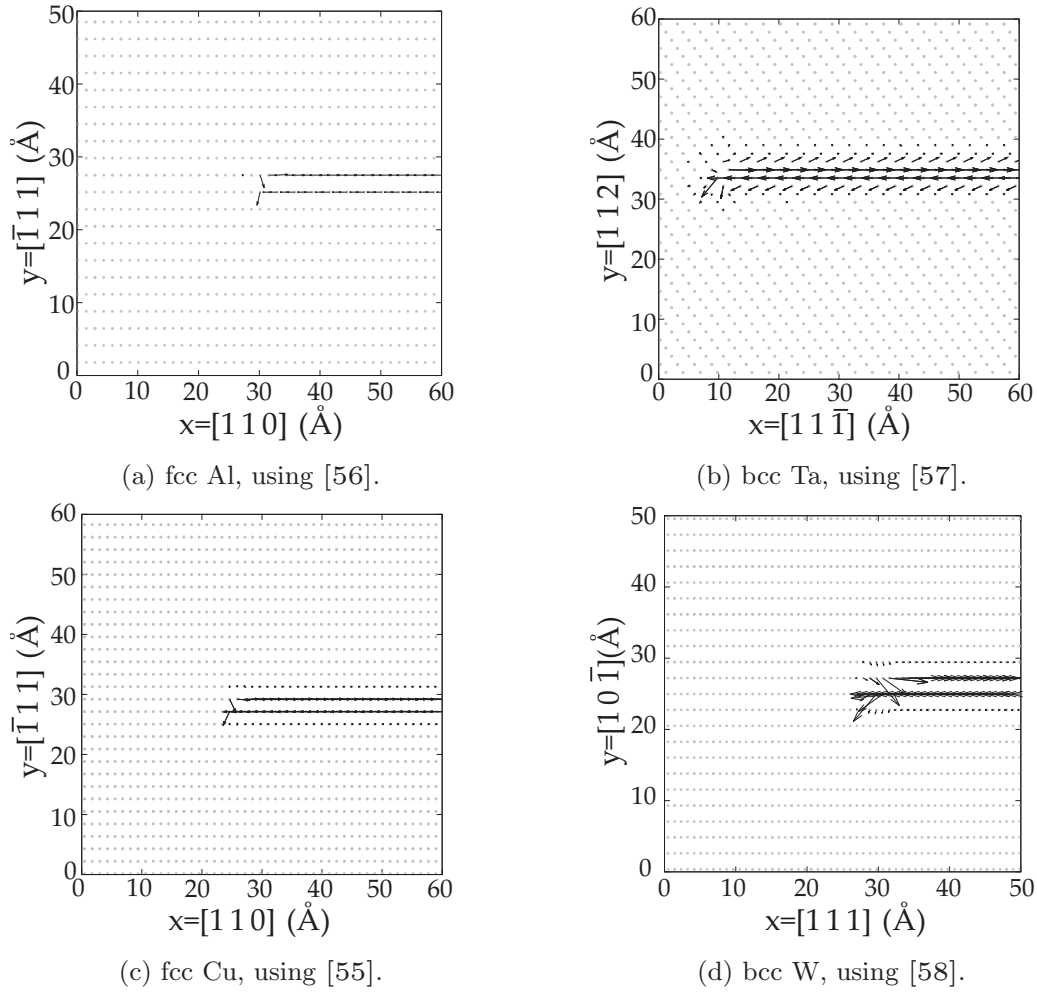 50
40
30
20
10
0
0 10 20 30 40 50 60
y=[1̄ 1 1] (Å)
x=[1 1 0] (Å)
(a) fcc Al, using [56].
60
50
40
30
20
10
0
0 10 20 30 40 50 60
y=[1 1 2] (Å)
x=[1 1 1̄] (Å)
(b) bcc Ta, using [57].
60
50
40
30
20
10
0
0 10 20 30 40 50 60
y=[1̄ 1 1] (Å)
x=[1 1 0] (Å)
(c) fcc Cu, using [55].
50
40
30
20
10
0
0 10 20 30 40 50
y=[1 0 1̄](Å)
x=[1 1 1] (Å)
(d) bcc W, using [58].